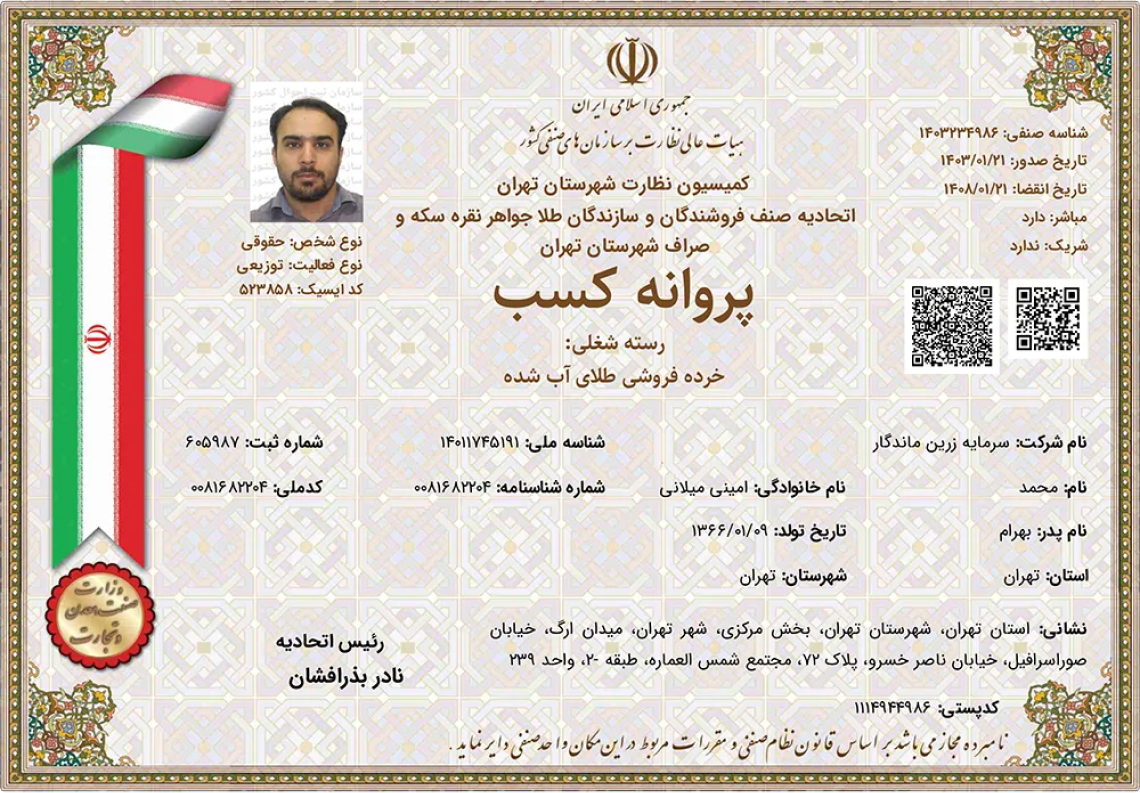 جمهوری اسلامی ایران
هیات عالی نظارت بر سازمان های صنفی کشور
کمیسیون نظارت شهرستان تهران
اتحادیه صنف فروشندگان و سازندگان طلا جواهر نقره سکه و
صراف شهرستان تهران
پروانه کسب
رسته شغلی:
خرده فروشی طلای آب شده
شناسه صنفی: ۱۴۰۳۲۳۴۹۸۶
تاریخ صدور: ۱۴۰۳/۰۱/۲۱
تاریخ انقضا: ۱۴۰۸/۰۱/۲۱
مباشر: دارد
شریک: ندارد
سازمان ثبت احوال کشور
نوع شخص: حقوقی
نوع فعالیت: توزیعی
کد آیسیک: ۵۲۳۸۵۸
نام شرکت: سرمایه زرین ماندگار شناسه ملی: ۱۴۰۱۱۷۴۵۱۹۱ شماره ثبت: ۶۰۵۹۸۷
نام: محمد نام خانوادگی: امینی میلانی شماره شناسنامه: ۰۰۸۱۶۸۲۲۰۴ کدملی: ۰۰۸۱۶۸۲۲۰۴
نام پدر: بهرام تاریخ تولد: ۱۳۶۶/۰۱/۰۹
استان: تهران شهرستان: تهران
نشانی: استان تهران، شهرستان تهران، بخش مرکزی، شهر تهران، میدان ارگ، خیابان
صوراسرافیل، خیابان ناصر خسرو، پلاک ۷۲، مجتمع شمس العماره، طبقه ۲-، واحد ۲۳۹
کدپستی: ۱۱۱۴۹۴۴۹۸۶
رئیس اتحادیه
نادر بذرافشان
وزارت
صنعت، معدن
و تجارت
نامبرده مجاز می باشد بر اساس قانون نظام صنفی و مقررات مربوط در این مکان واحد صنفی دایر نماید.